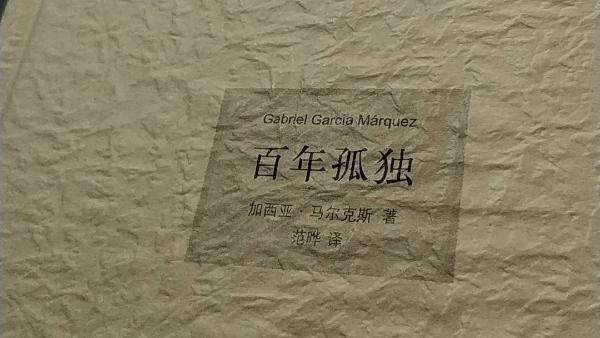 Gabriel García Márquez
百年孤独
加西亚·马尔克斯 著
范晔 译